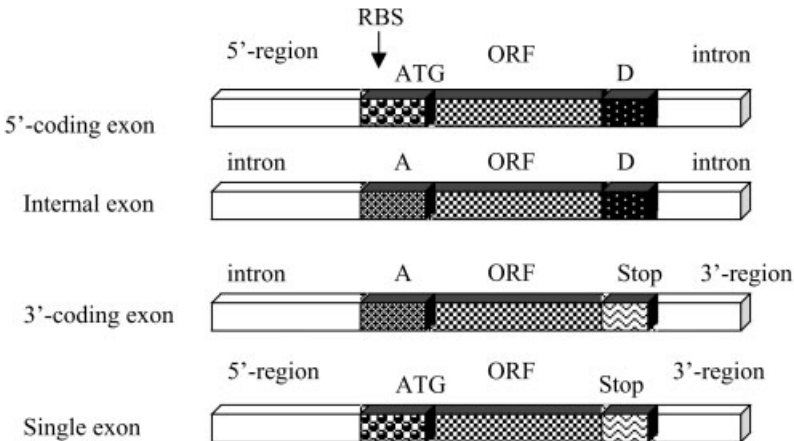 RBS
5’-region ORF intron
ATG D
5’-coding exon
intron A ORF D intron
Internal exon
intron A ORF Stop 3’-region
3’-coding exon
5’-region ATG ORF Stop 3’-region
Single exon